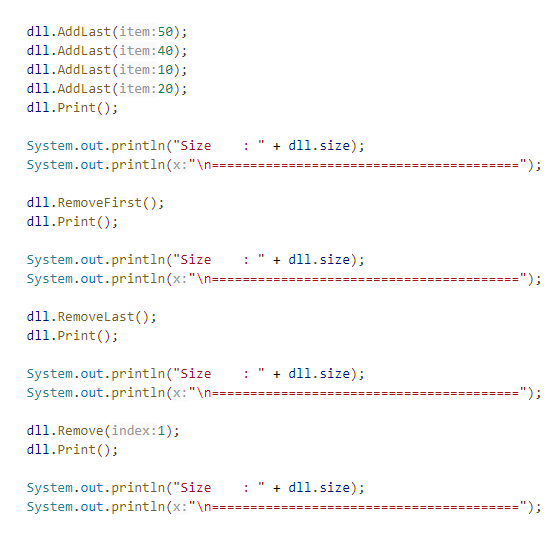 dll.AddLast(item:50);
dll.AddLast(item:40);
dll.AddLast(item:10);
dll.AddLast(item:20);
dll.Print();
System.out.println("Size    : " + dll.size);
System.out.println(x:"\n========================================");
dll.RemoveFirst();
dll.Print();
System.out.println("Size    : " + dll.size);
System.out.println(x:"\n========================================");
dll.RemoveLast();
dll.Print();
System.out.println("Size    : " + dll.size);
System.out.println(x:"\n========================================");
dll.Remove(index:1);
dll.Print();
System.out.println("Size    : " + dll.size);
System.out.println(x:"\n========================================");